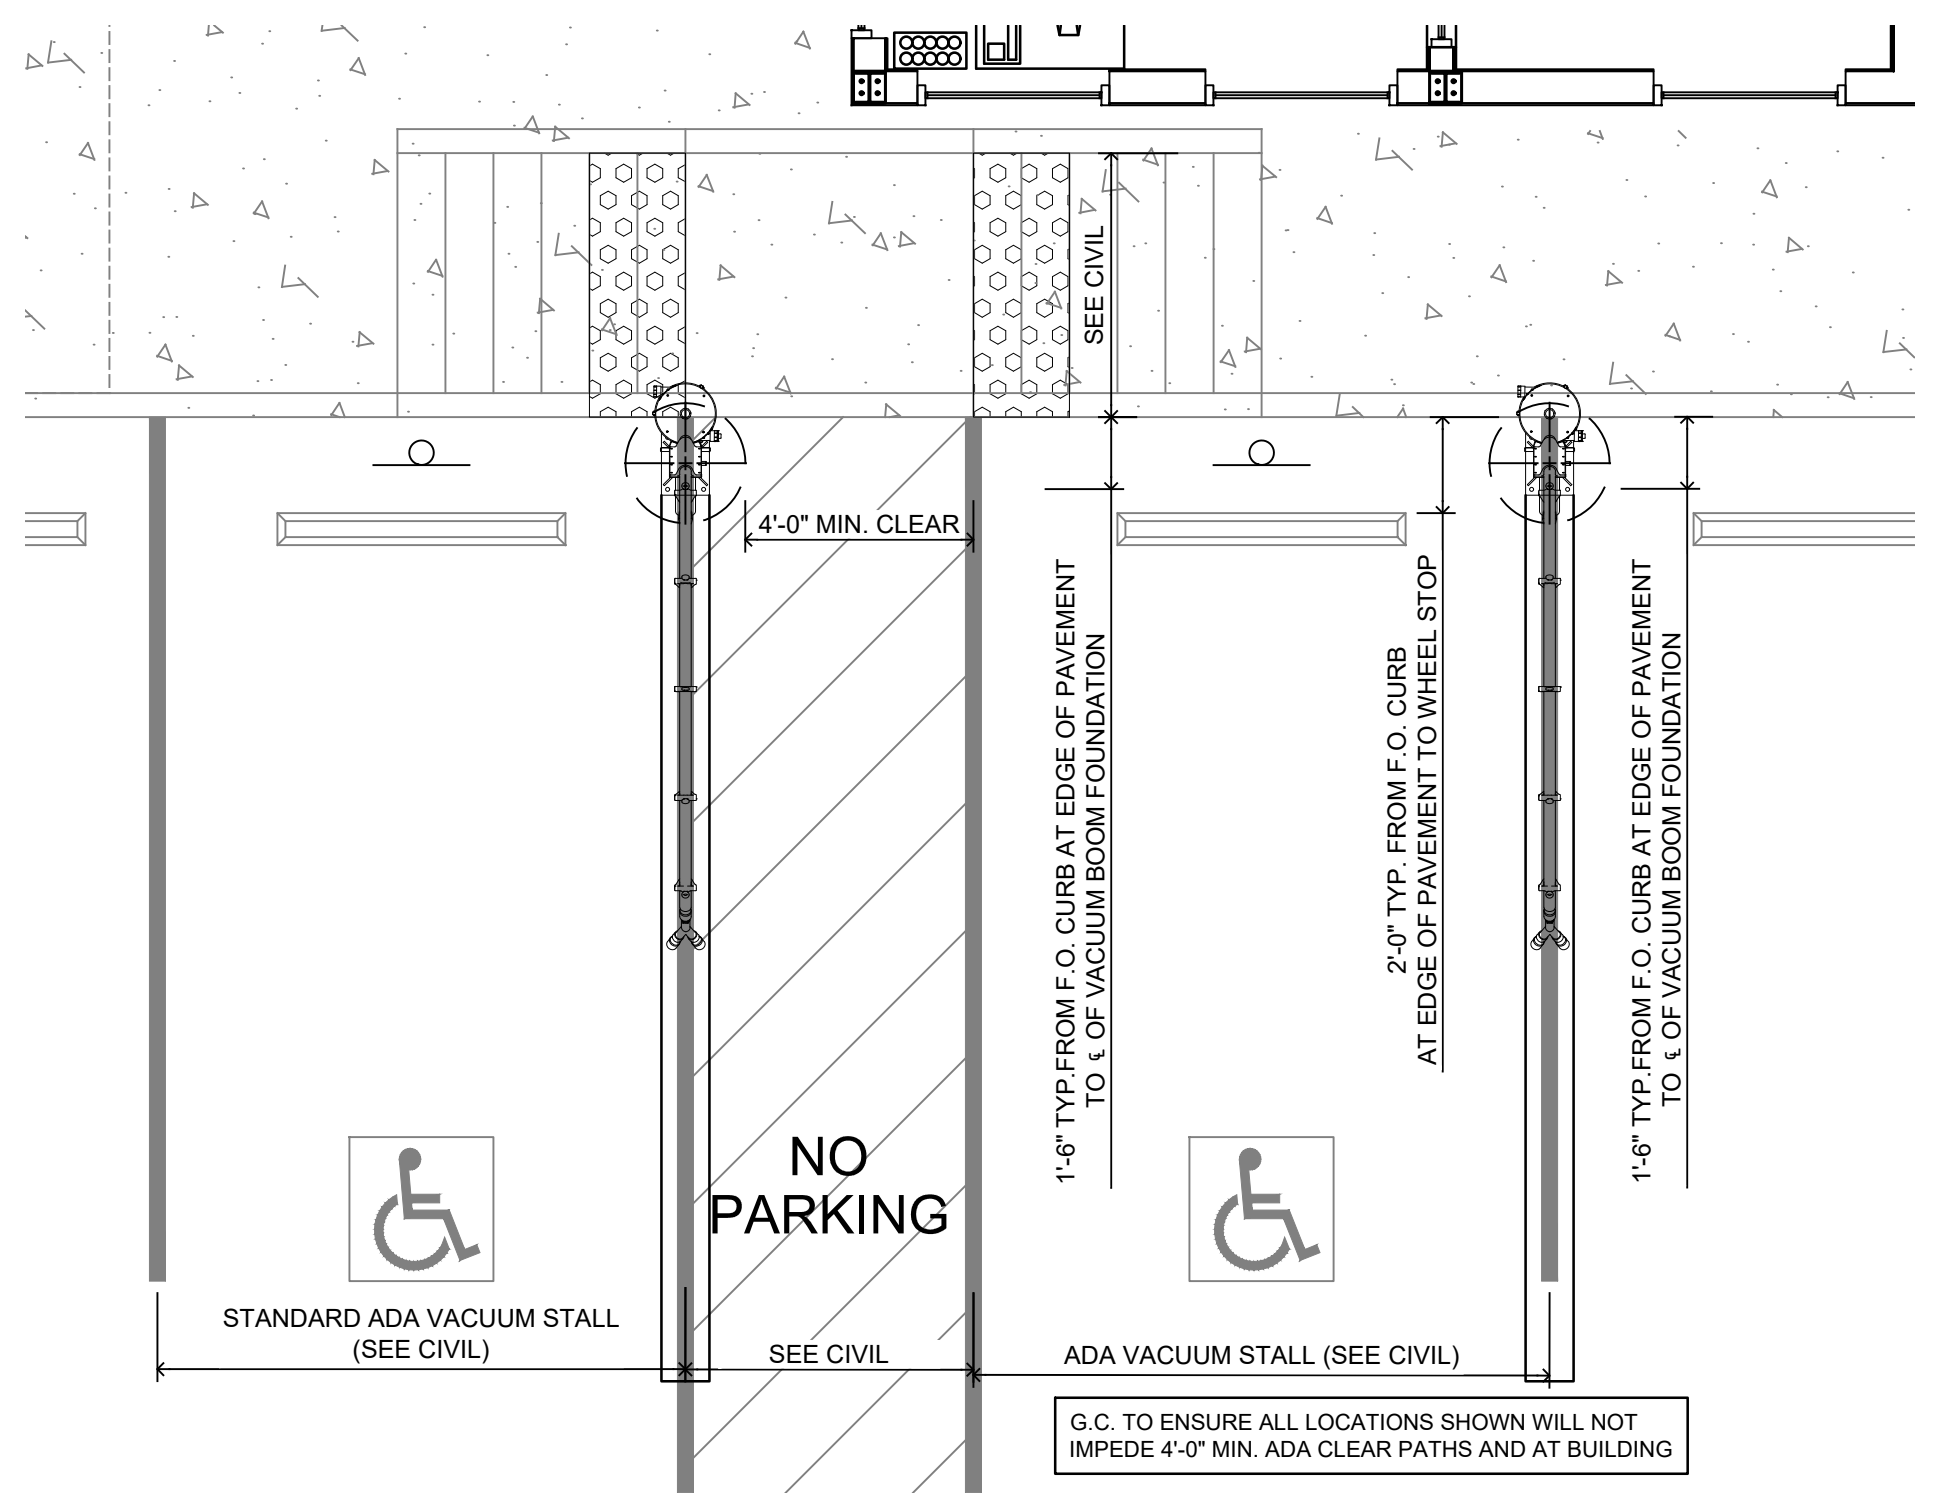 SEE CIVIL
4'-0" MIN. CLEAR
1'-6" TYP.FROM F.O. CURB AT EDGE OF PAVEMENT
TO ℄ OF VACUUM BOOM FOUNDATION
2'-0" TYP. FROM F.O. CURB
AT EDGE OF PAVEMENT TO WHEEL STOP
1'-6" TYP.FROM F.O. CURB AT EDGE OF PAVEMENT
TO ℄ OF VACUUM BOOM FOUNDATION
NO
PARKING
STANDARD ADA VACUUM STALL
(SEE CIVIL)
SEE CIVIL
ADA VACUUM STALL (SEE CIVIL)
G.C. TO ENSURE ALL LOCATIONS SHOWN WILL NOT
IMPEDE 4'-0" MIN. ADA CLEAR PATHS AND AT BUILDING